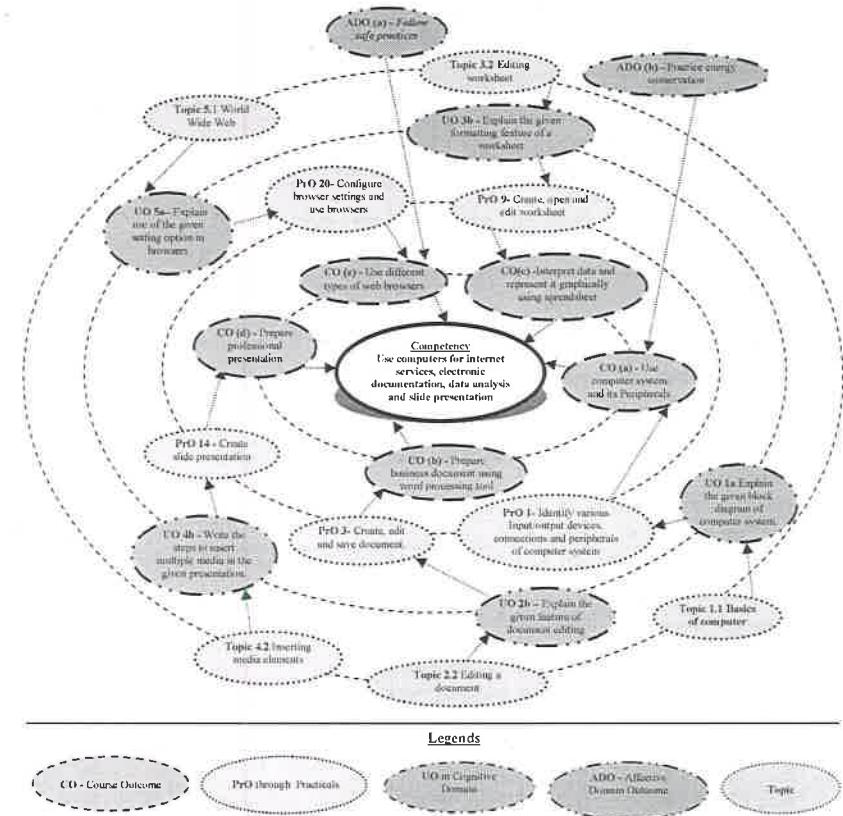 ADO (a) - Follow
safe practices
Topic 3.2 Editing
worksheet
ADO (b) - Practice energy
conservation
Topic 5.1 World
Wide Web
UO 3b - Explain the given
formatting feature of a
worksheet
PrO 20- Configure
browser settings and
use browsers
PrO 9- Create, open and
edit worksheet
UO 5a- Explain
use of the given
setting option in
browsers
CO (e) - Use different
types of web browsers
CO(c) -Interpret data and
represent it graphically
using spreadsheet
CO (d) - Prepare
professional
presentation
Competency
Use computers for internet
services, electronic
documentation, data analysis
and slide presentation
CO (a) - Use
computer system
and its Peripherals
PrO 14 - Create
slide presentation
CO (b) - Prepare
business document using
word processing tool
UO 1a Explain
the given block
diagram of
computer system.
PrO 1- Identify various
Input/output devices,
connections and peripherals
of computer system
PrO 3- Create, edit
and save document.
UO 4b - Write the
steps to insert
multiple media in the
given presentation.
UO 2b - Explain the
given feature of
document editing
Topic 1.1 Basics
of computer
Topic 4.2 Inserting
media elements
Topic 2.2 Editing a
document
Legends
CO - Course Outcome
PrO through Practicals
UO in Cognitive
Domain
ADO - Affective
Domain Outcome
Topic